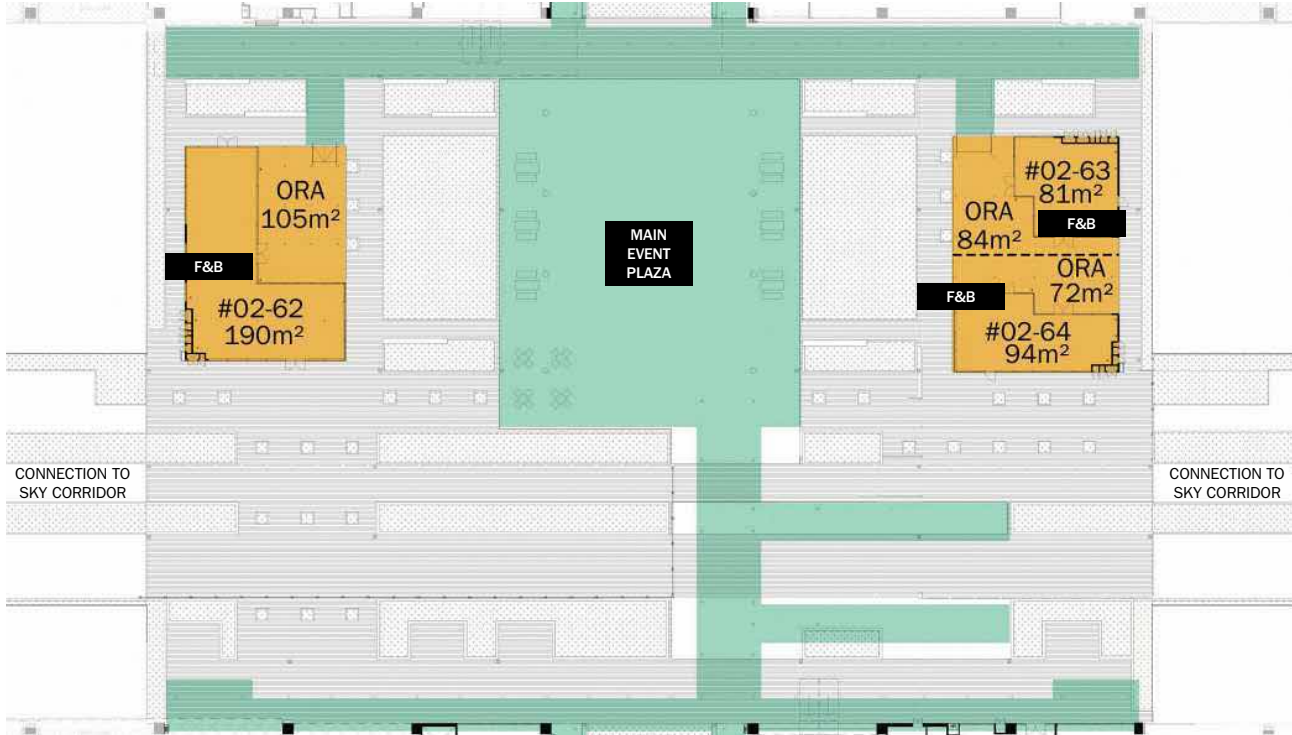 ORA
105m²
F&B
#02-62
190m²
MAIN
EVENT
PLAZA
#02-63
81m²
F&B
ORA
84m²
ORA
72m²
F&B
#02-64
94m²
CONNECTION TO
SKY CORRIDOR
CONNECTION TO
SKY CORRIDOR